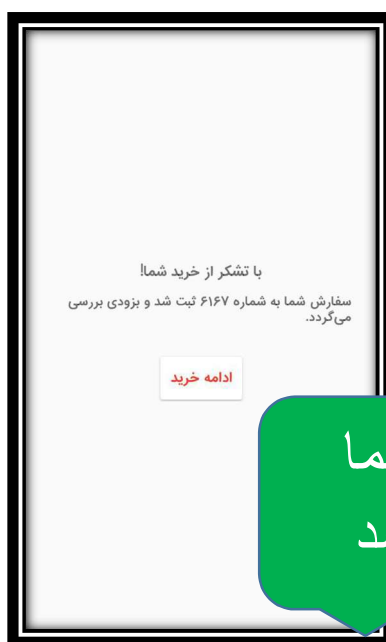 با تشکر از خرید شما!
سفارش شما به شماره ۶۱۶۷ ثبت شد و بزودی بررسی
می‌گردد.
ادامه خرید